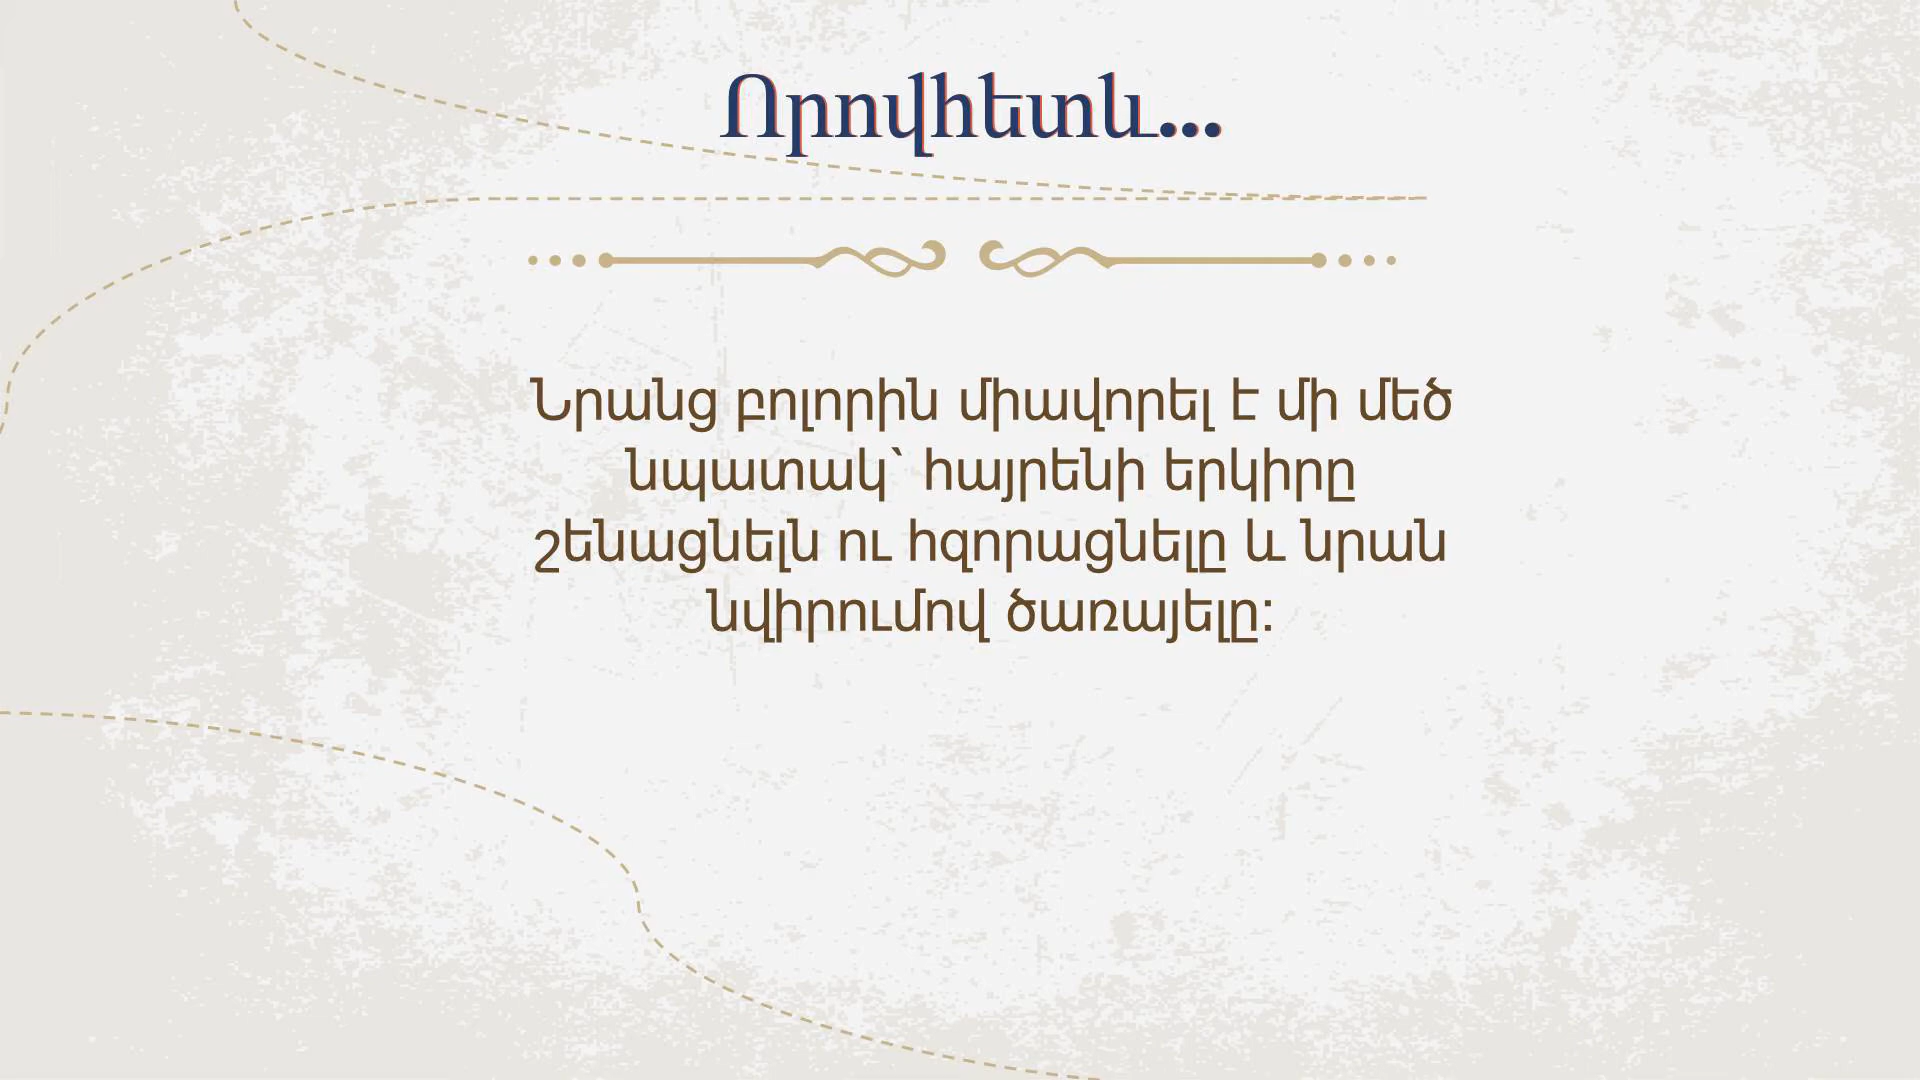 Որովհետև...
Նրանց բոլորին միավորել է մի մեծ
նպատակ՝ հայրենի երկիրը
շենացնելն ու հզորացնելը և նրան
նվիրումով ծառայելը: